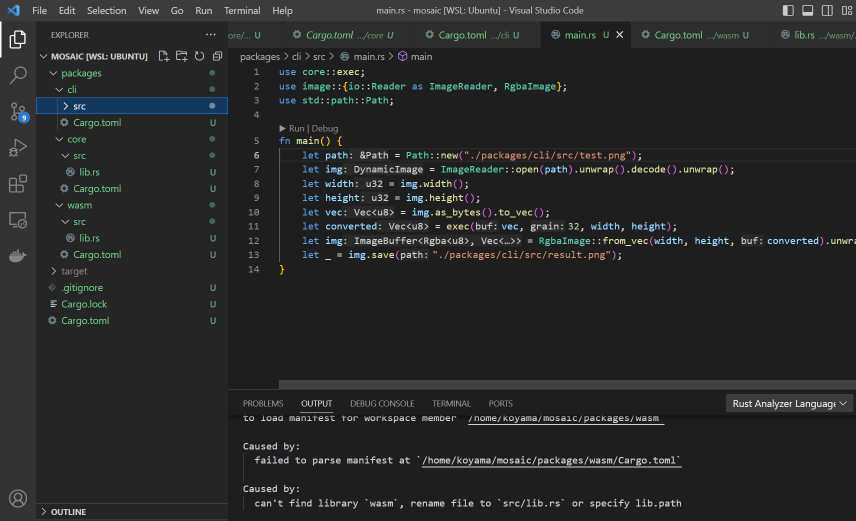 File Edit Selection View Go Run Terminal Help main.rs - mosaic [WSL: Ubuntu] - Visual Studio Code
EXPLORER
MOSAIC [WSL: UBUNTU]
packages
cli
src
Cargo.toml U
core
src
lib.rs U
Cargo.toml U
wasm
src
lib.rs U
Cargo.toml U
target
.gitignore U
Cargo.lock U
Cargo.toml U
OUTLINE
9
ore/... U Cargo.toml .../core U Cargo.toml .../cli U main.rs U Cargo.toml .../wasm U lib.rs .../wasm/
packages > cli > src > main.rs > main
1 use core::exec;
2 use image::{io::Reader as ImageReader, RgbaImage};
3 use std::path::Path;
4
Run | Debug
5 fn main() {
6 let path: &Path = Path::new("./packages/cli/src/test.png");
7 let img: DynamicImage = ImageReader::open(path).unwrap().decode().unwrap();
8 let width: u32 = img.width();
9 let height: u32 = img.height();
10 let vec: Vec<u8> = img.as_bytes().to_vec();
11 let converted: Vec<u8> = exec(buf: vec, grain: 32, width, height);
12 let img: ImageBuffer<Rgba<u8>, Vec<…>> = RgbaImage::from_vec(width, height, buf: converted).unwra
13 let _ = img.save(path: "./packages/cli/src/result.png");
14 }
PROBLEMS OUTPUT DEBUG CONSOLE TERMINAL PORTS Rust Analyzer Language
to load manifest for workspace member `/home/koyama/mosaic/packages/wasm`
Caused by:
failed to parse manifest at `/home/koyama/mosaic/packages/wasm/Cargo.toml`
Caused by:
can't find library `wasm`, rename file to `src/lib.rs` or specify lib.path